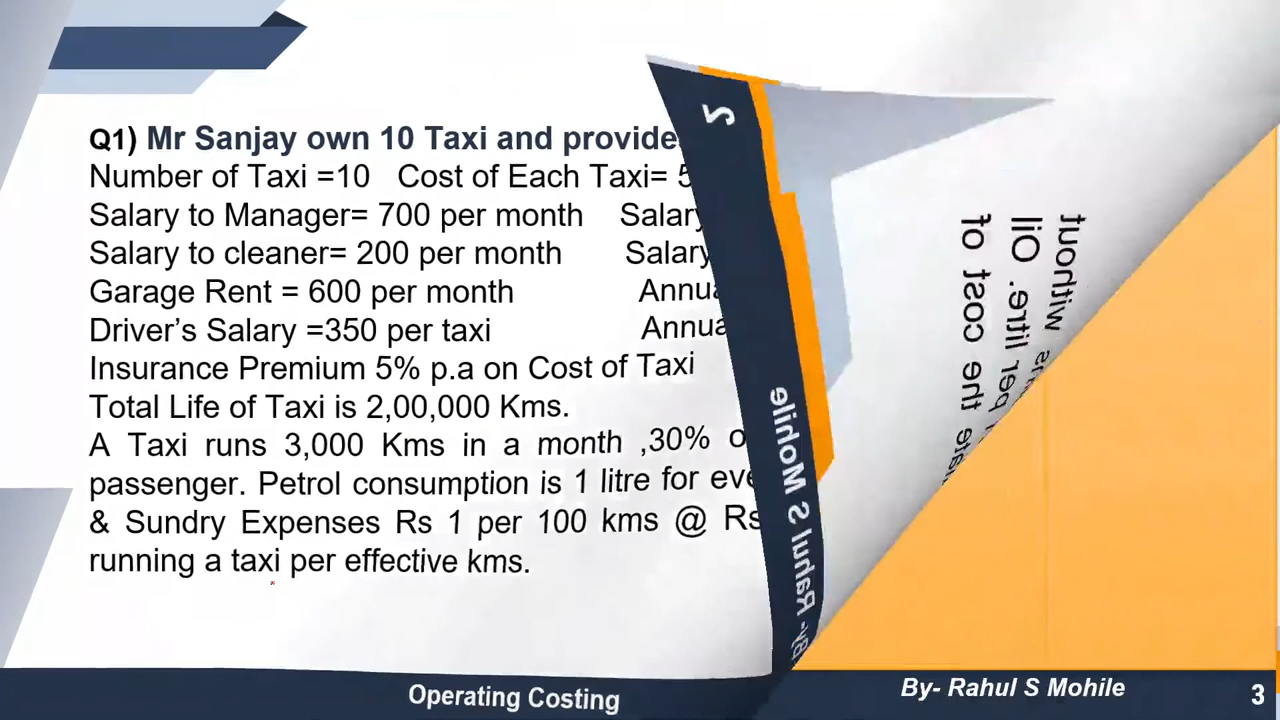 Q1) Mr Sanjay own 10 Taxi and provide
Number of Taxi =10 Cost of Each Taxi= 5
Salary to Manager= 700 per month Salary
Salary to cleaner= 200 per month Salary
Garage Rent = 600 per month Annua
Driver's Salary =350 per taxi Annua
Insurance Premium 5% p.a on Cost of Taxi
Total Life of Taxi is 2,00,000 Kms.
A Taxi runs 3,000 Kms in a month ,30% o
passenger. Petrol consumption is 1 litre for eve
& Sundry Expenses Rs 1 per 100 kms @ Rs
running a taxi per effective kms.
2
without
per litre. Oil
the cost of
By- Rahul S Mohile
Operating Costing
By- Rahul S Mohile
3